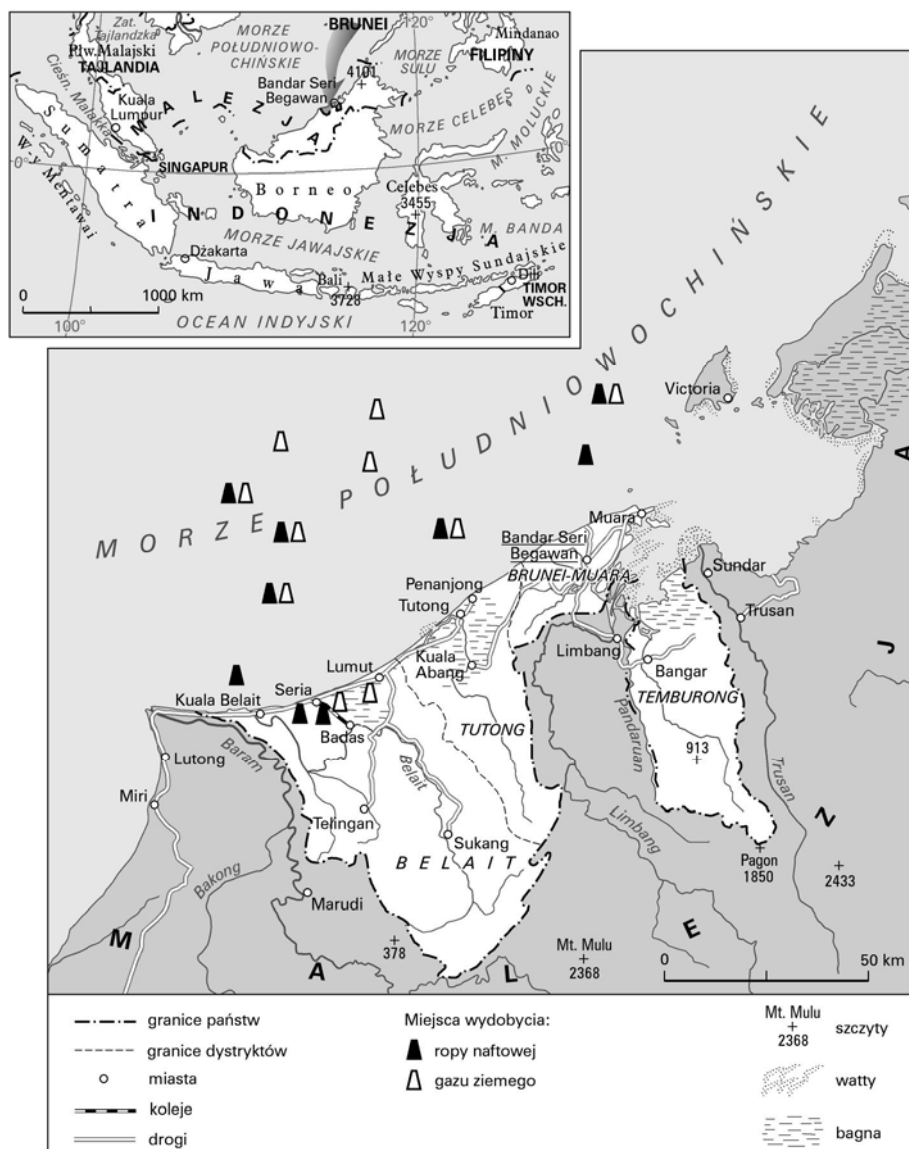 Zat.
Tajlandzka
Płw.Malajski
TAJLANDIA
MORZE
POŁUDNIOWO-
CHIŃSKIE
BRUNEI
120°
Mindanao
MORZE
SULU
FILIPINY
4101
Bandar Seri
Begawan
Cieśn. Malakka
Kuala
Lumpur
MALEZJA
MORZE CELEBES
M. MOLUCKIE
0°
0°
SINGAPUR
Sumatra
W-y Mentawai
Borneo
Celebes
3455
INDONEZJA
M. BANDA
MORZE JAWAJSKIE
Dżakarta
Jawa
Bali
3728
Małe Wyspy Sundajskie
Dili
TIMOR
WSCH.
Timor
0 1000 km
100°
OCEAN INDYJSKI
120°
MORZE POŁUDNIOWOCHIŃSKIE
Victoria
Muara
Bandar Seri
Begawan
BRUNEI-MUARA
Sundar
Penanjong
Tutong
Trusan
Limbang
Kuala
Abang
Bangar
Lumut
TEMBURONG
Seria
Kuala Belait
TUTONG
Pandaruan
Badas
913
Baram
Lutong
Belait
Trusan
Miri
Telingan
Limbang
Sukang
BELAIT
Pagon
1850
2433
Bakong
Marudi
378
Mt. Mulu
2368
MALEZJA
0 50 km
granice państw
granice dystryktów
miasta
koleje
drogi
Miejsca wydobycia:
ropy naftowej
gazu ziemego
Mt. Mulu
2368
szczyty
watty
bagna